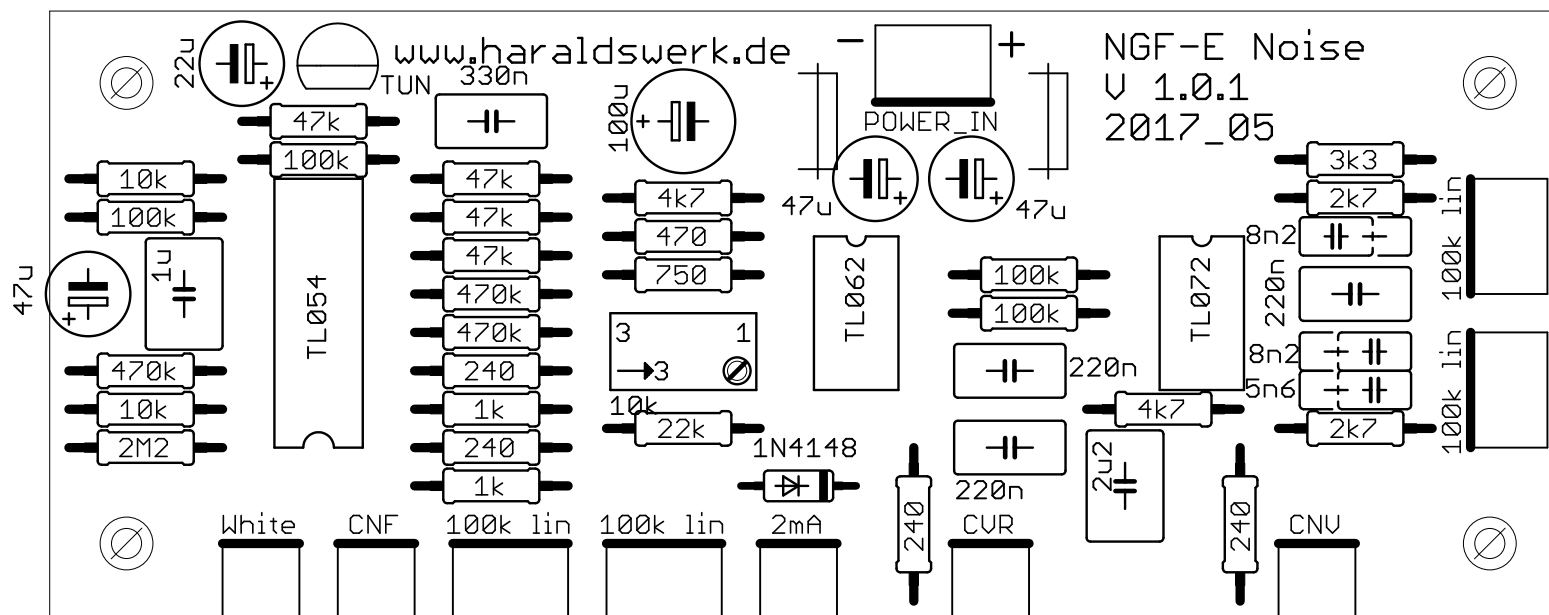 22u
TUN
www.haraldswerk.de
330n
100u
-
+
POWER_IN
NGF-E Noise
V 1.0.1
2017_05
47k
100k
10k
100k
47u
+
1u
470k
10k
2M2
TL054
47k
47k
47k
470k
470k
240
1k
240
1k
4k7
470
750
3
1
3
10k
22k
1N4148
47u
47u
TL062
100k
100k
220n
220n
TL072
4k7
2u2
240
240
3k3
2k7
8n2
220n
8n2
5n6
2k7
100k lin
100k lin
White
CNF
100k lin
100k lin
2mA
CVR
CNV